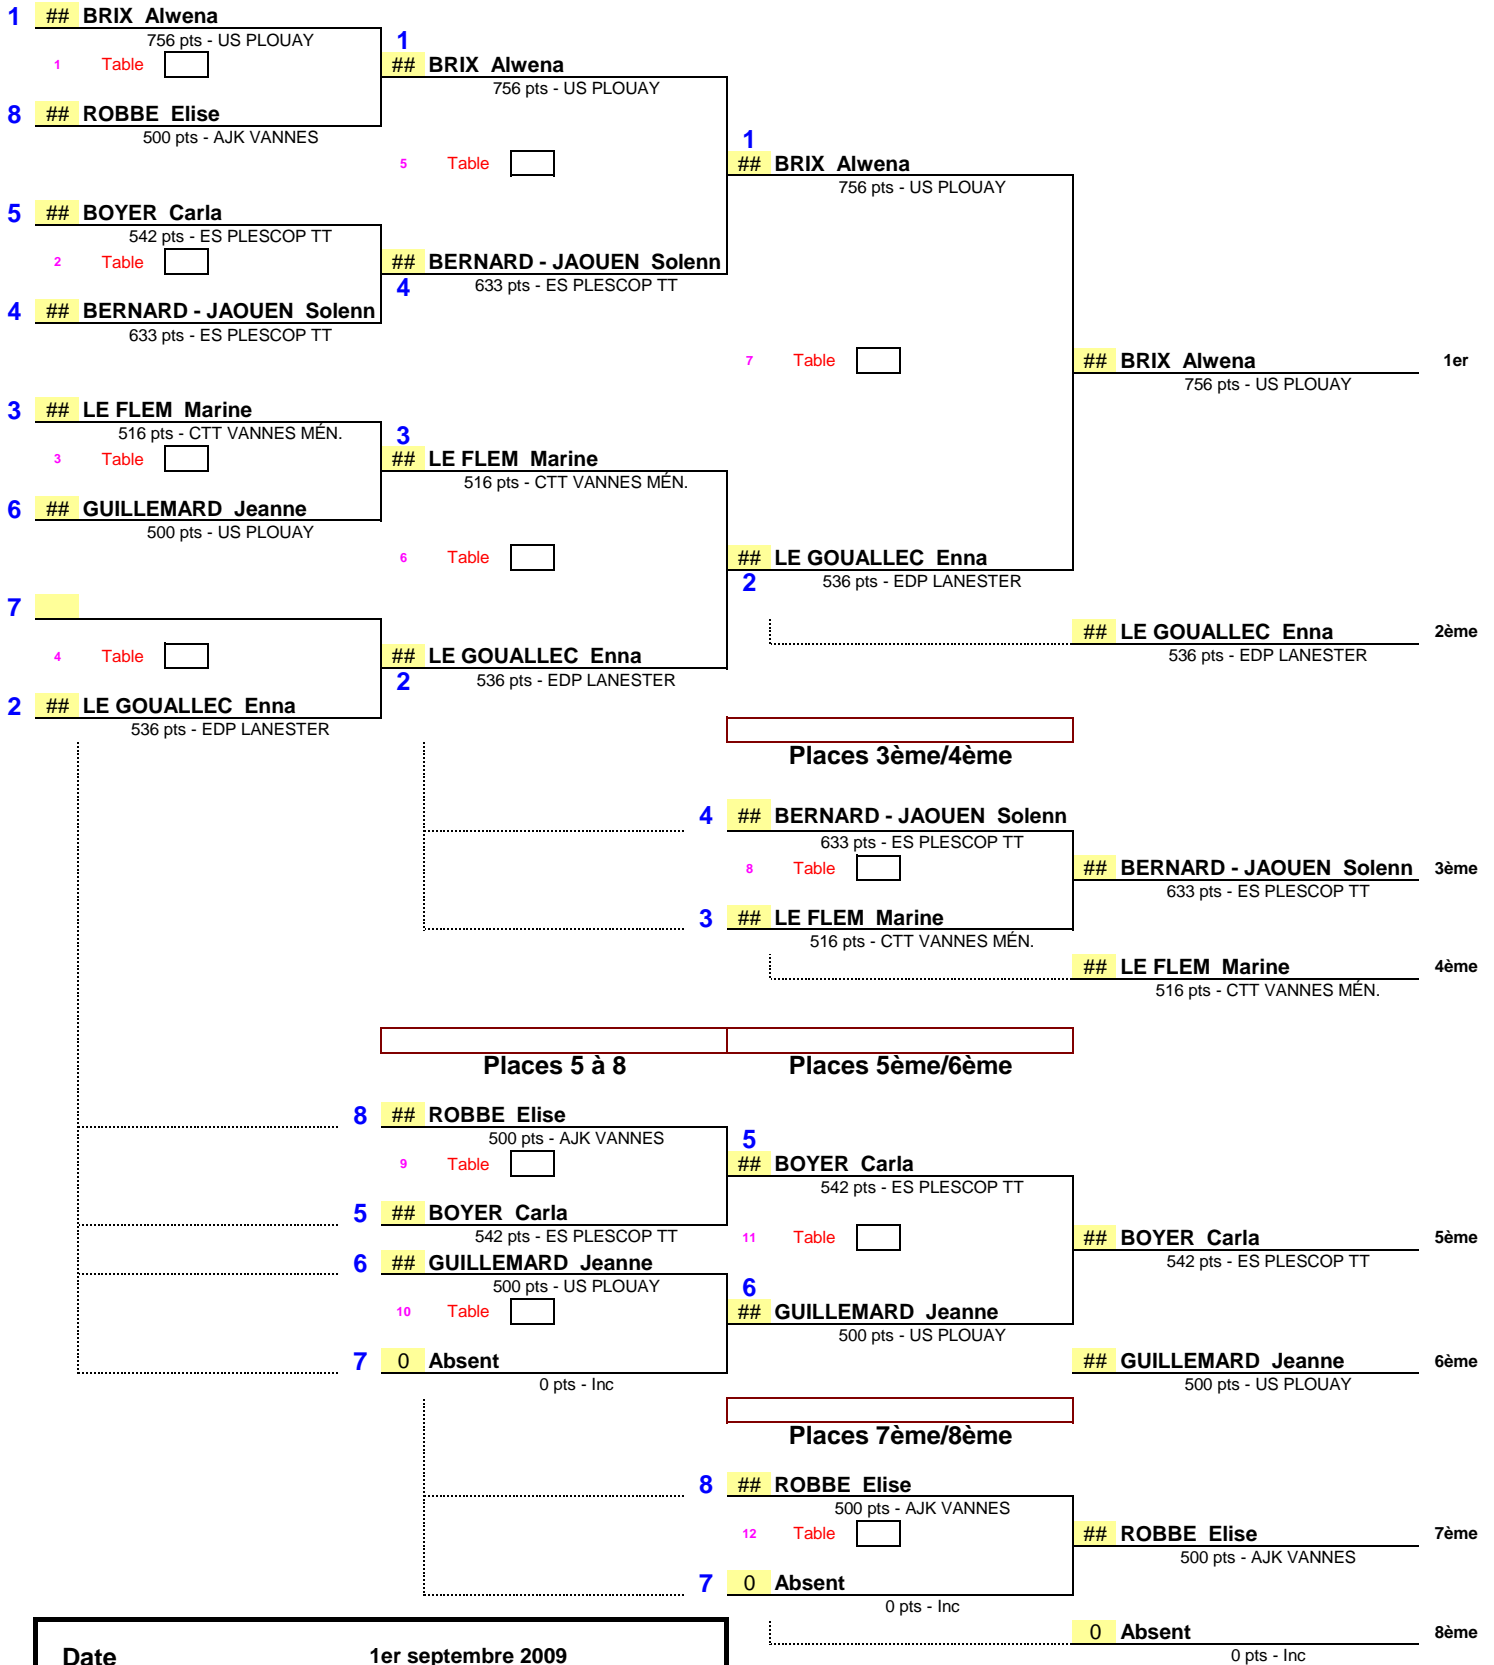 1 ## BRIX Alwena
756 pts - US PLOUAY
1
1 Table
## BRIX Alwena
756 pts - US PLOUAY
8 ## ROBBE Elise
500 pts - AJK VANNES
1
5 Table
## BRIX Alwena
756 pts - US PLOUAY
5 ## BOYER Carla
542 pts - ES PLESCOP TT
2 Table
## BERNARD - JAOUEN Solenn
633 pts - ES PLESCOP TT
4
4 ## BERNARD - JAOUEN Solenn
633 pts - ES PLESCOP TT
7 Table
## BRIX Alwena 1er
756 pts - US PLOUAY
3 ## LE FLEM Marine
516 pts - CTT VANNES MÉN.
3
3 Table
## LE FLEM Marine
516 pts - CTT VANNES MÉN.
6 ## GUILLEMARD Jeanne
500 pts - US PLOUAY
6 Table
## LE GOUALLEC Enna
536 pts - EDP LANESTER
2
7
## LE GOUALLEC Enna 2ème
536 pts - EDP LANESTER
4 Table
## LE GOUALLEC Enna
536 pts - EDP LANESTER
2
2 ## LE GOUALLEC Enna
536 pts - EDP LANESTER
Places 3ème/4ème
4 ## BERNARD - JAOUEN Solenn
633 pts - ES PLESCOP TT
8 Table
## BERNARD - JAOUEN Solenn 3ème
633 pts - ES PLESCOP TT
3 ## LE FLEM Marine
516 pts - CTT VANNES MÉN.
## LE FLEM Marine 4ème
516 pts - CTT VANNES MÉN.
Places 5 à 8 Places 5ème/6ème
8 ## ROBBE Elise
500 pts - AJK VANNES
5
9 Table
## BOYER Carla
542 pts - ES PLESCOP TT
5 ## BOYER Carla
542 pts - ES PLESCOP TT
11 Table
## BOYER Carla 5ème
542 pts - ES PLESCOP TT
6 ## GUILLEMARD Jeanne
500 pts - US PLOUAY
6
10 Table
## GUILLEMARD Jeanne
500 pts - US PLOUAY
7 0 Absent
0 pts - Inc
## GUILLEMARD Jeanne 6ème
500 pts - US PLOUAY
Places 7ème/8ème
8 ## ROBBE Elise
500 pts - AJK VANNES
12 Table
## ROBBE Elise 7ème
500 pts - AJK VANNES
7 0 Absent
0 pts - Inc
0 Absent 8ème
0 pts - Inc
Date 1er septembre 2009